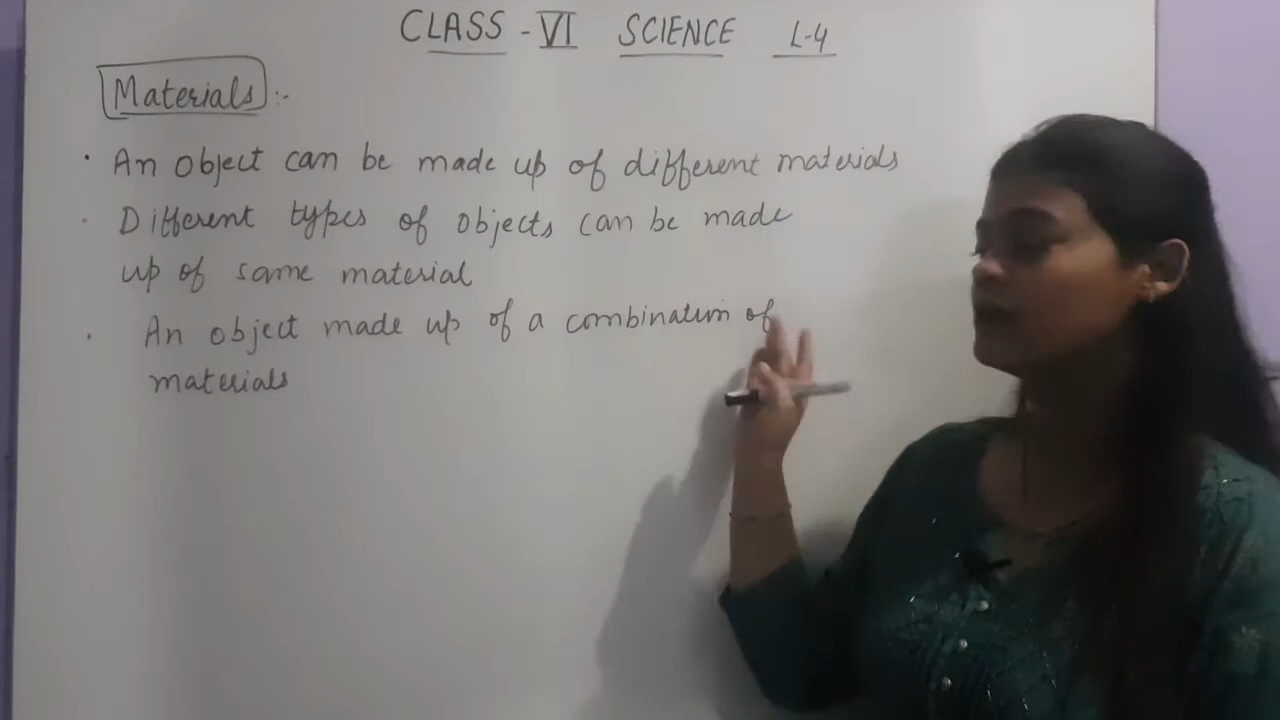 CLASS - VI SCIENCE L-4
Materials :-
· An object can be made up of different materials
· Different types of objects can be made
up of same material
· An object made up of a combination of
materials